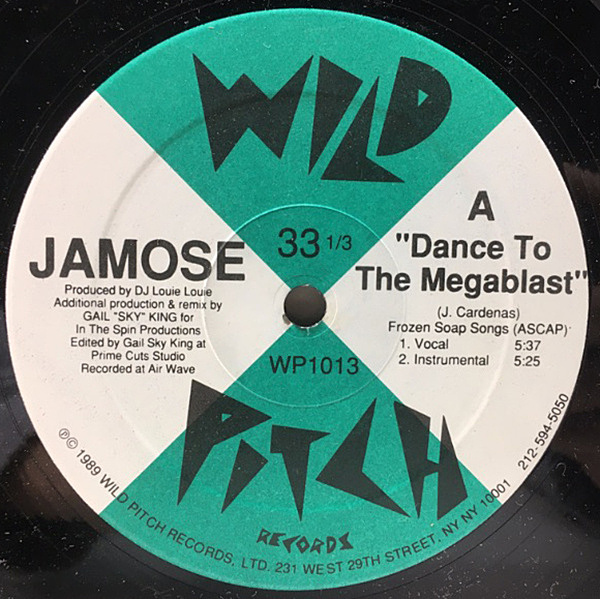 WILD
33 1/3
JAMOSE
Produced by DJ Louie Louie
Additional production & remix by
GAIL "SKY" KING for
In The Spin Productions
Edited by Gail Sky King at
Prime Cuts Studio
Recorded at Air Wave
A
"Dance To
The Megablast"
(J. Cardenas)
Frozen Soap Songs (ASCAP)
1. Vocal 5:37
2. Instrumental 5:25
WP1013
PITCH
RECORDS
℗© 1989 WILD PITCH RECORDS, LTD. 231 WEST 29TH STREET, NY NY 10001 212-594-5050